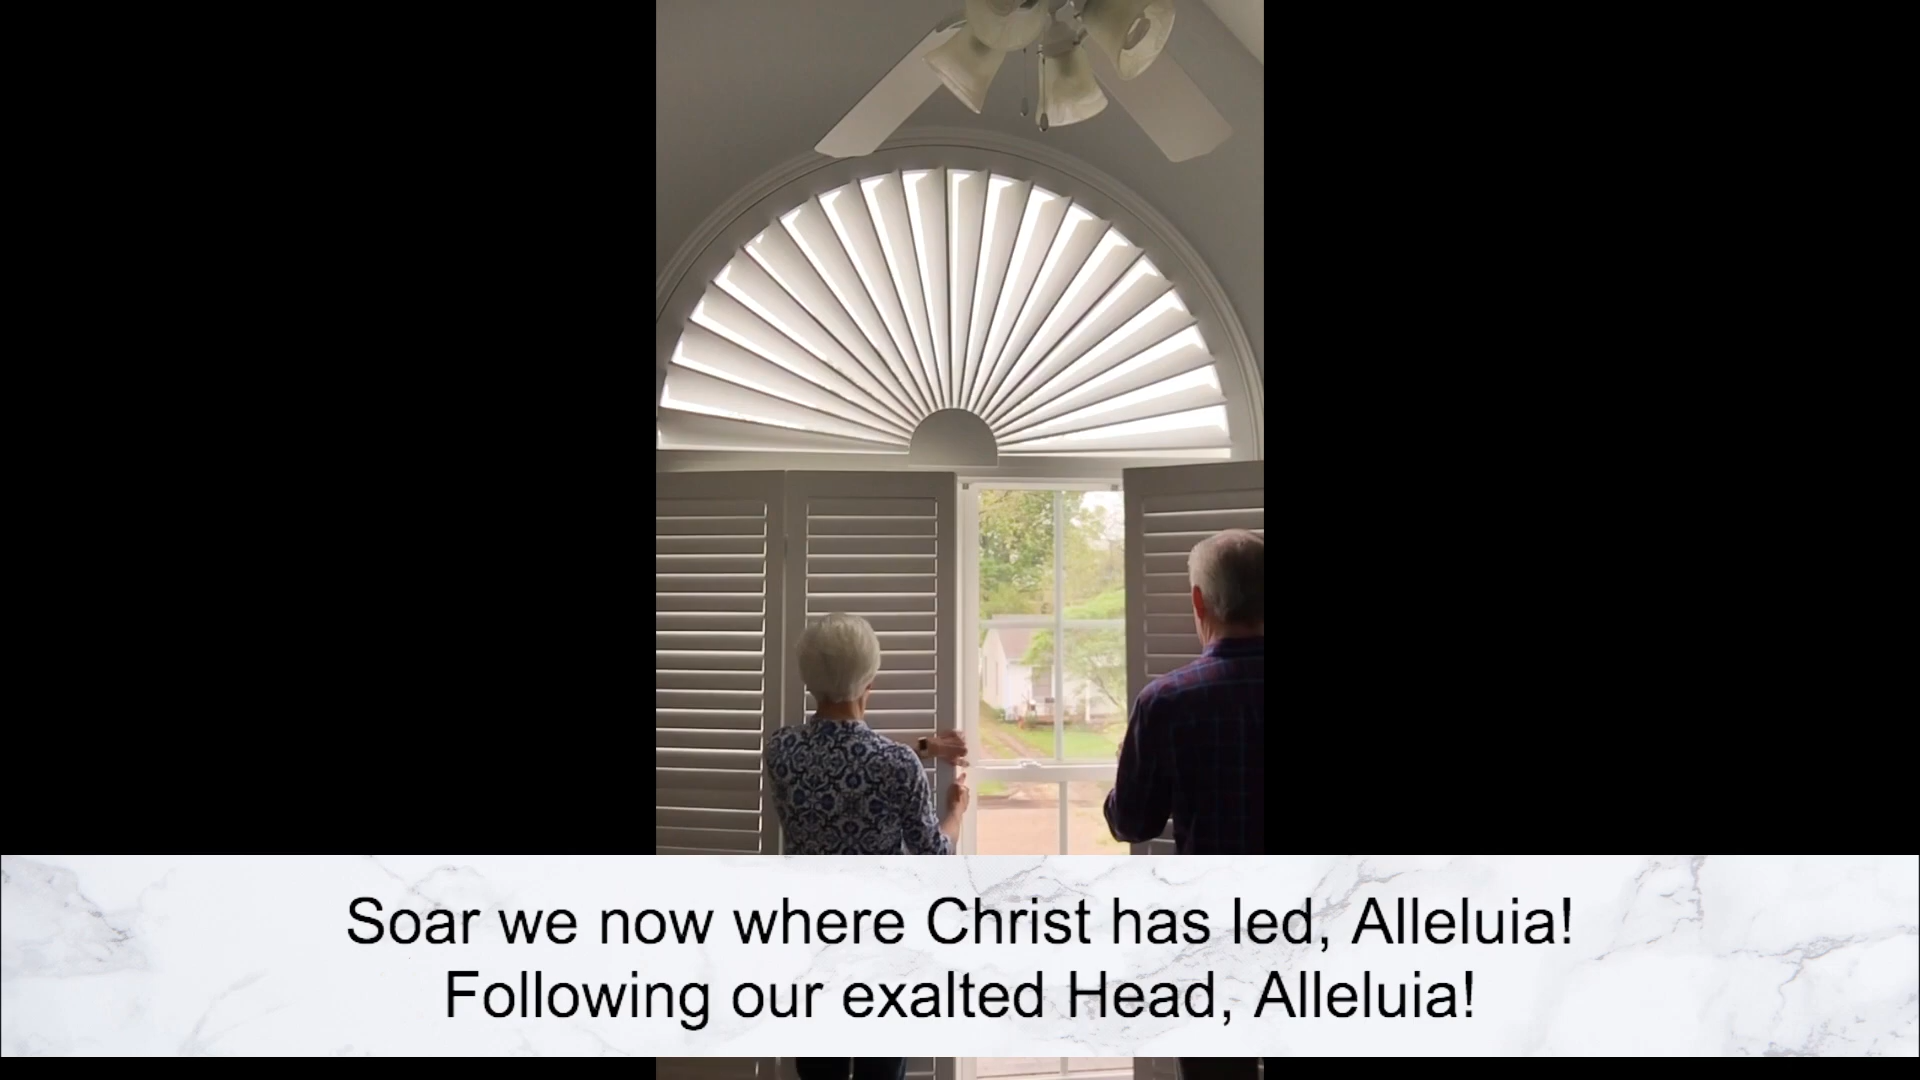 Soar we now where Christ has led, Alleluia!
Following our exalted Head, Alleluia!